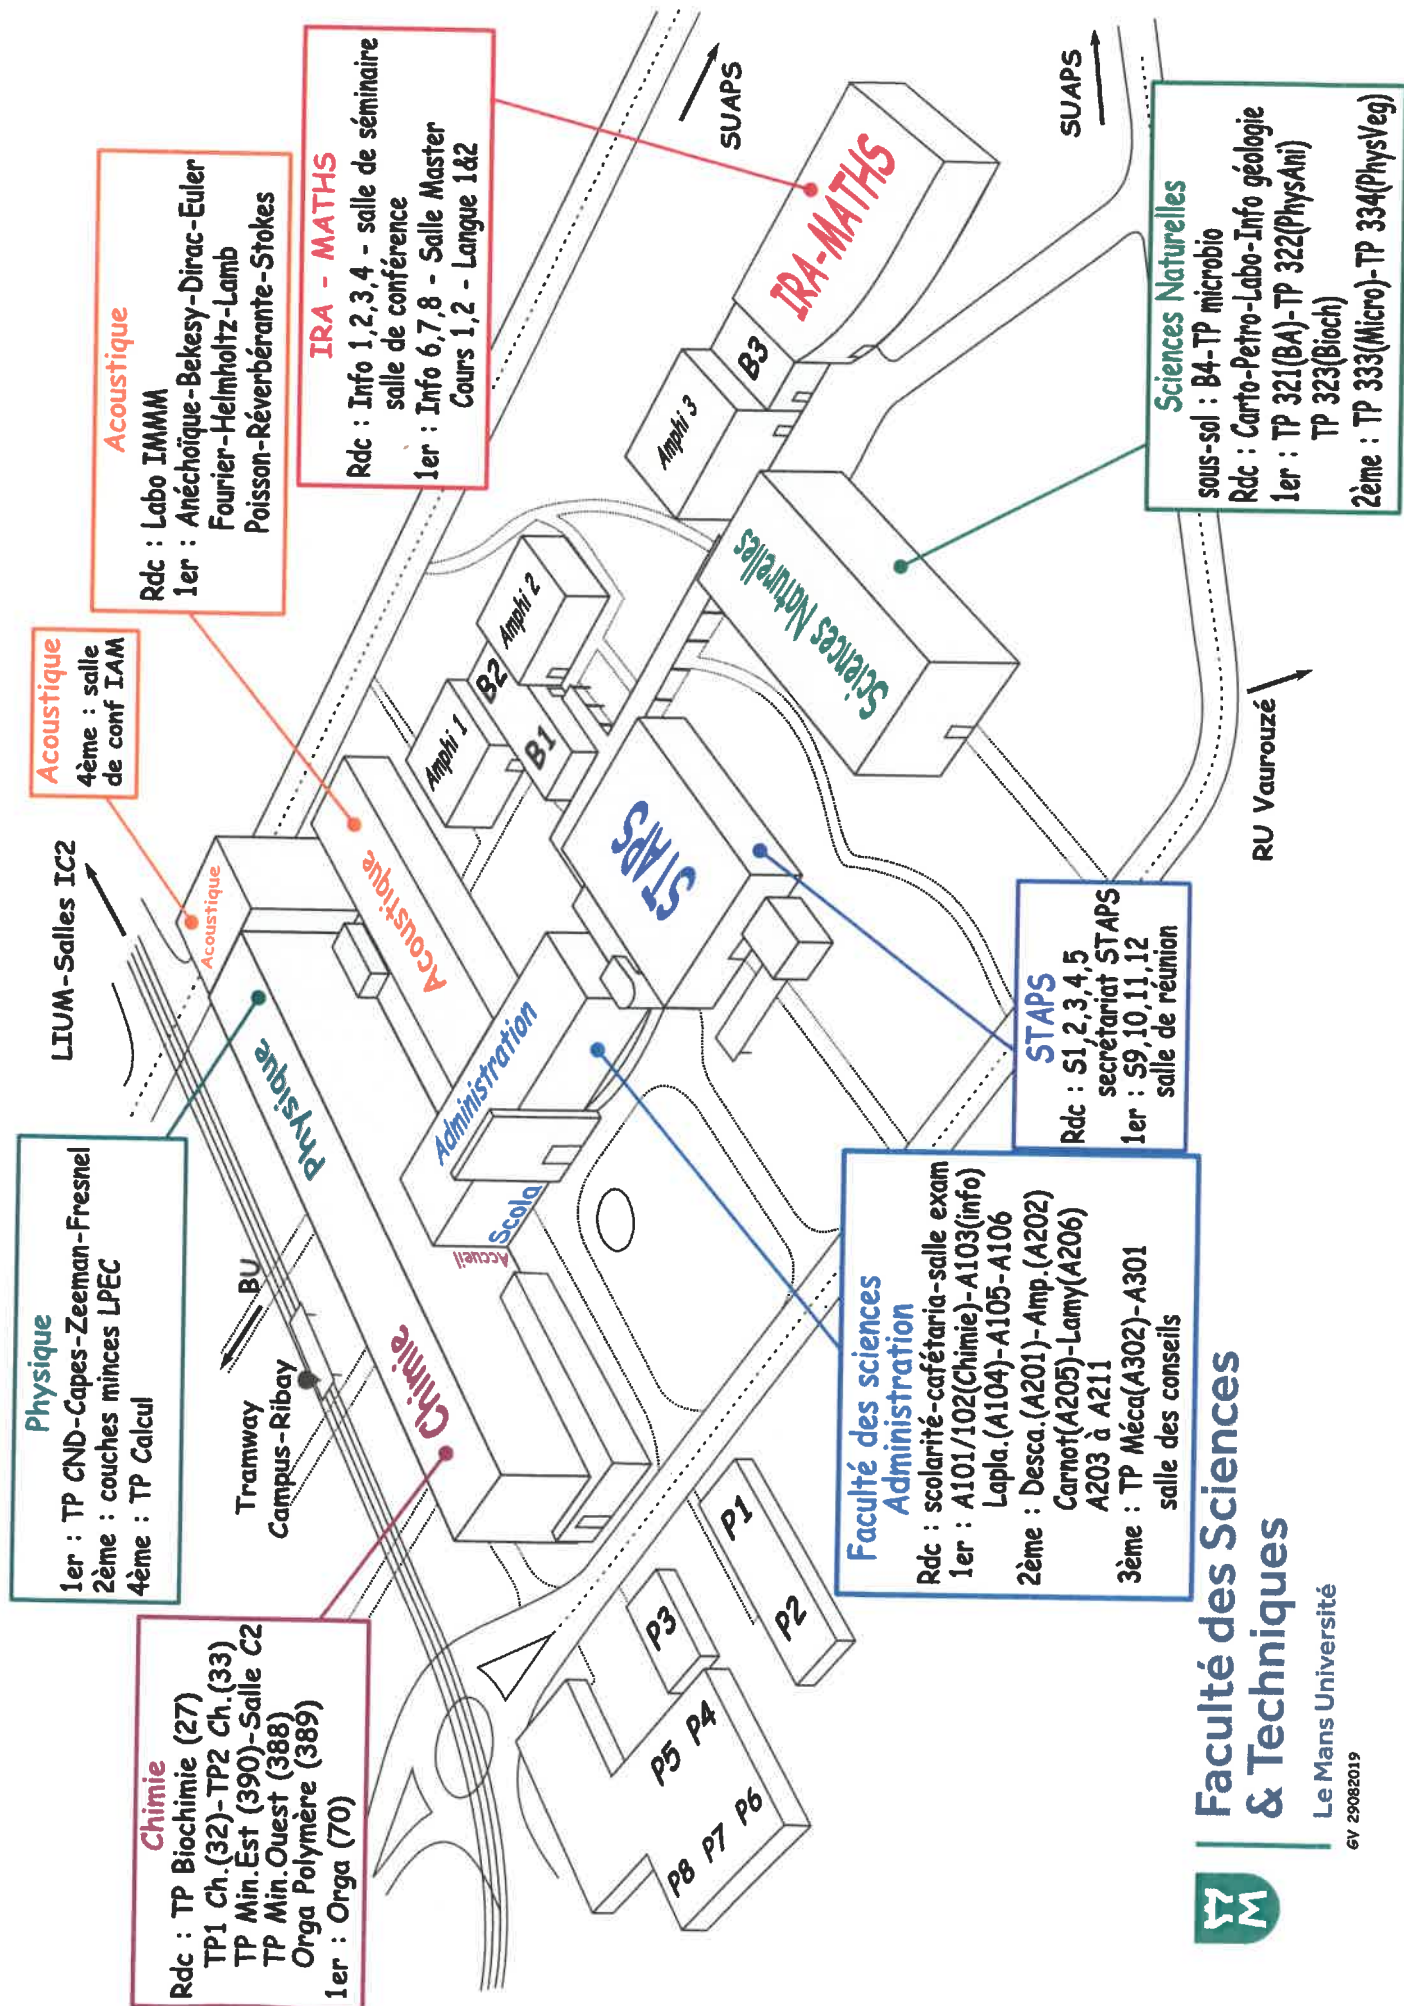 Chimie
Rdc : TP Biochimie (27)
TP1 Ch.(32)-TP2 Ch.(33)
TP Min.Est (390)-Salle C2
TP Min.Ouest (388)
Orga Polymère (389)
1er : Orga (70)
Physique
1er : TP CND-Capes-Zeeman-Fresnel
2ème : couches minces LPEC
4ème : TP Calcul
LIUM-Salles IC2
Acoustique
4ème : salle
de conf IAM
Acoustique
Rdc : Labo IMMM
1er : Anéchoïque-Bekesy-Dirac-Euler
Fourier-Helmholtz-Lamb
Poisson-Réverbérante-Stokes
IRA - MATHS
Rdc : Info 1,2,3,4 - salle de séminaire
salle de conférence
1er : Info 6,7,8 - Salle Master
Cours 1,2 - Langue 1&2
SUAPS
Tramway
Campus-Ribay
BU
Acoustique
Physique
Chimie
Acoustique
Administration
Scola
Accueil
Amphi 1
B2
B1
Amphi 2
STAPS
Amphi 3
B3
IRA-MATHS
Sciences Naturelles
SUAPS
P1
P2
P3
P4
P5
P6
P7
P8
RU Vaurouzé
Faculté des sciences
Administration
Rdc : scolarité-cafétaria-salle exam
1er : A101/102(Chimie)-A103(info)
Lapla.(A104)-A105-A106
2ème : Desca.(A201)-Amp.(A202)
Carnot(A205)-Lamy(A206)
A203 à A211
3ème : TP Méca(A302)-A301
salle des conseils
STAPS
Rdc : S1,2,3,4,5
secrétariat STAPS
1er : S9,10,11,12
salle de réunion
Sciences Naturelles
sous-sol : B4-TP microbio
Rdc : Carto-Petro-Labo-Info géologie
1er : TP 321(BA)-TP 322(PhysAni)
TP 323(Bioch)
2ème : TP 333(Micro)-TP 334(PhysVeg)
Faculté des Sciences
& Techniques
Le Mans Université
GV 29082019